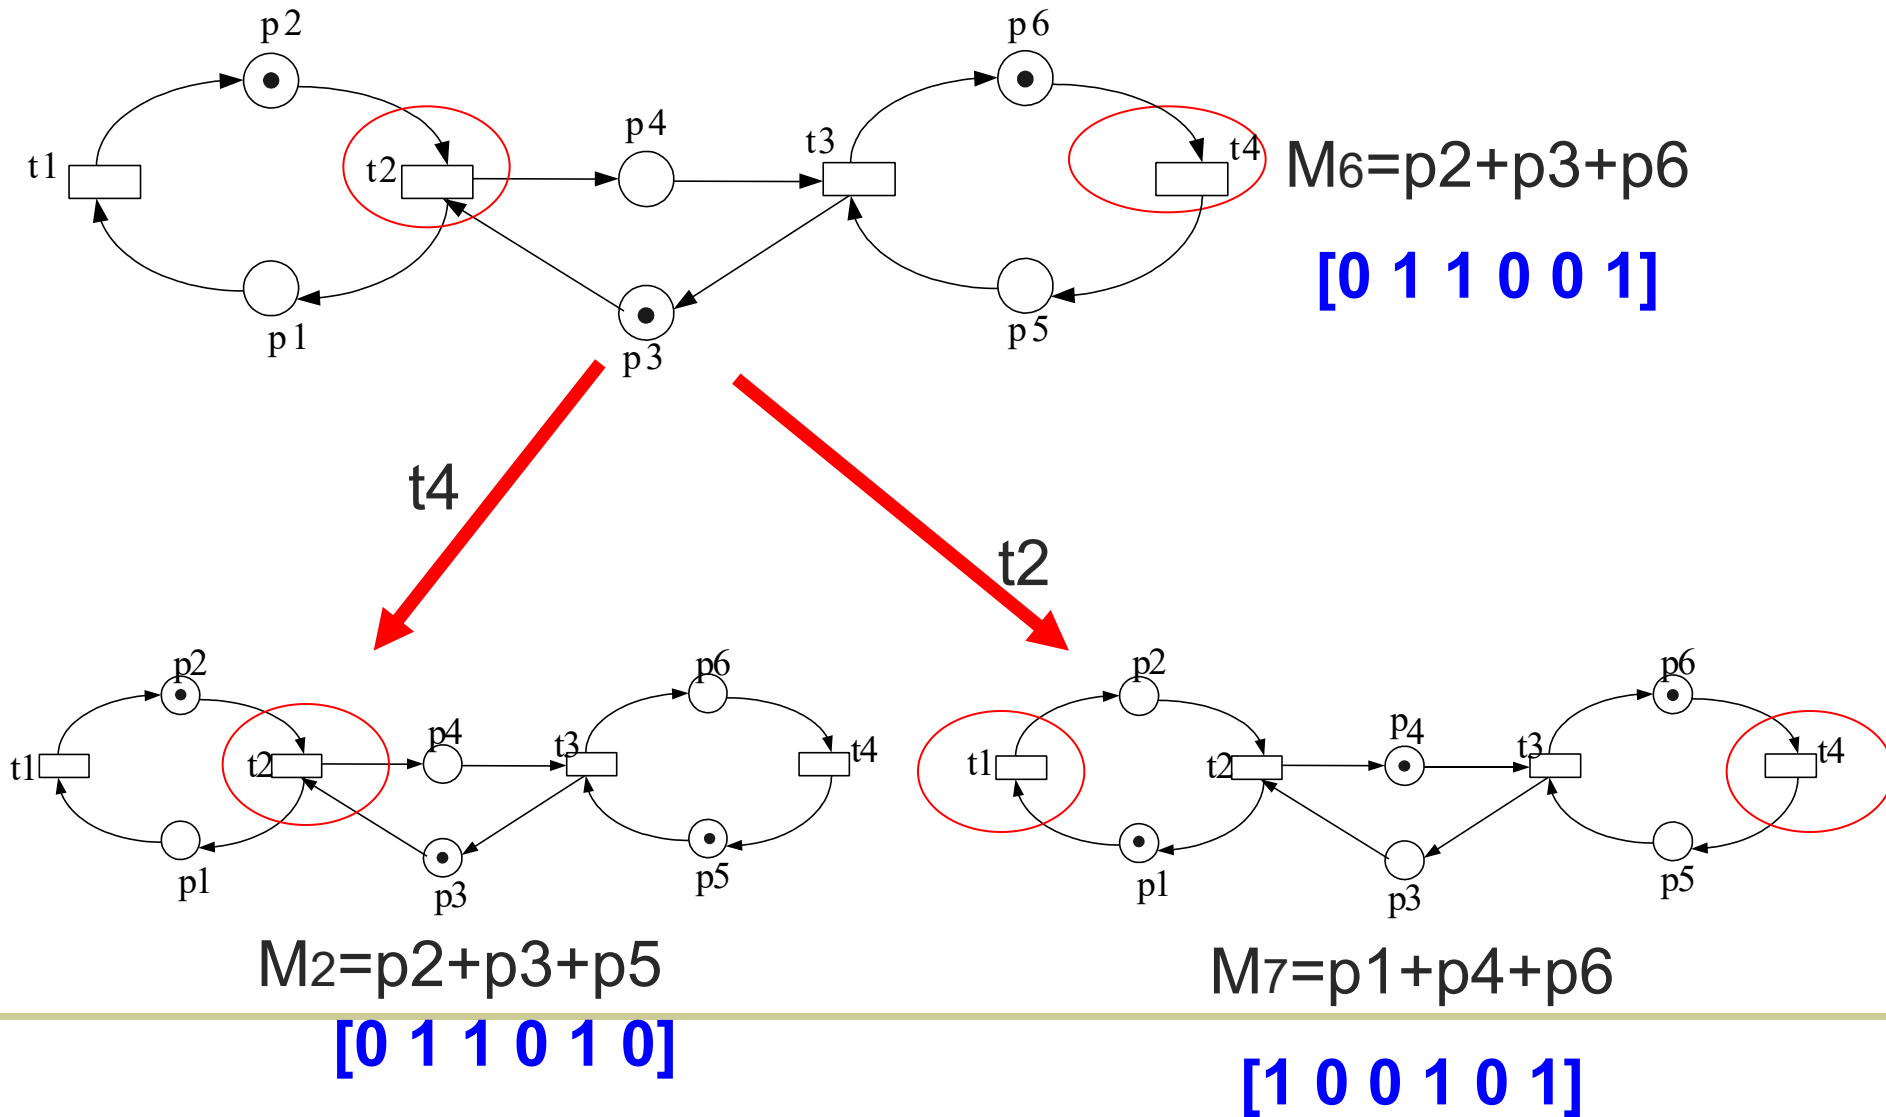 p2
p6
p4
t3
t1
t2
t4
M6=p2+p3+p6
[0 1 1 0 0 1]
p1
p5
p3
t4
t2
p2
p6
p4
t3
t1
t2
t4
p1
p3
p5
p2
p6
p4
t3
t1
t2
t4
p1
p3
p5
M2=p2+p3+p5
M7=p1+p4+p6
[0 1 1 0 1 0]
[1 0 0 1 0 1]